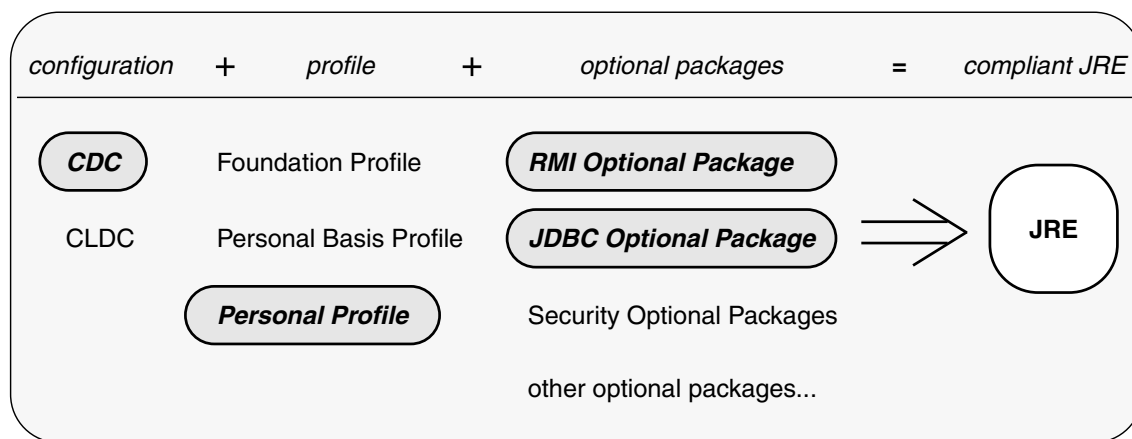 configuration + profile + optional packages = compliant JRE
CDC Foundation Profile RMI Optional Package
CLDC Personal Basis Profile JDBC Optional Package JRE
Personal Profile Security Optional Packages
other optional packages...